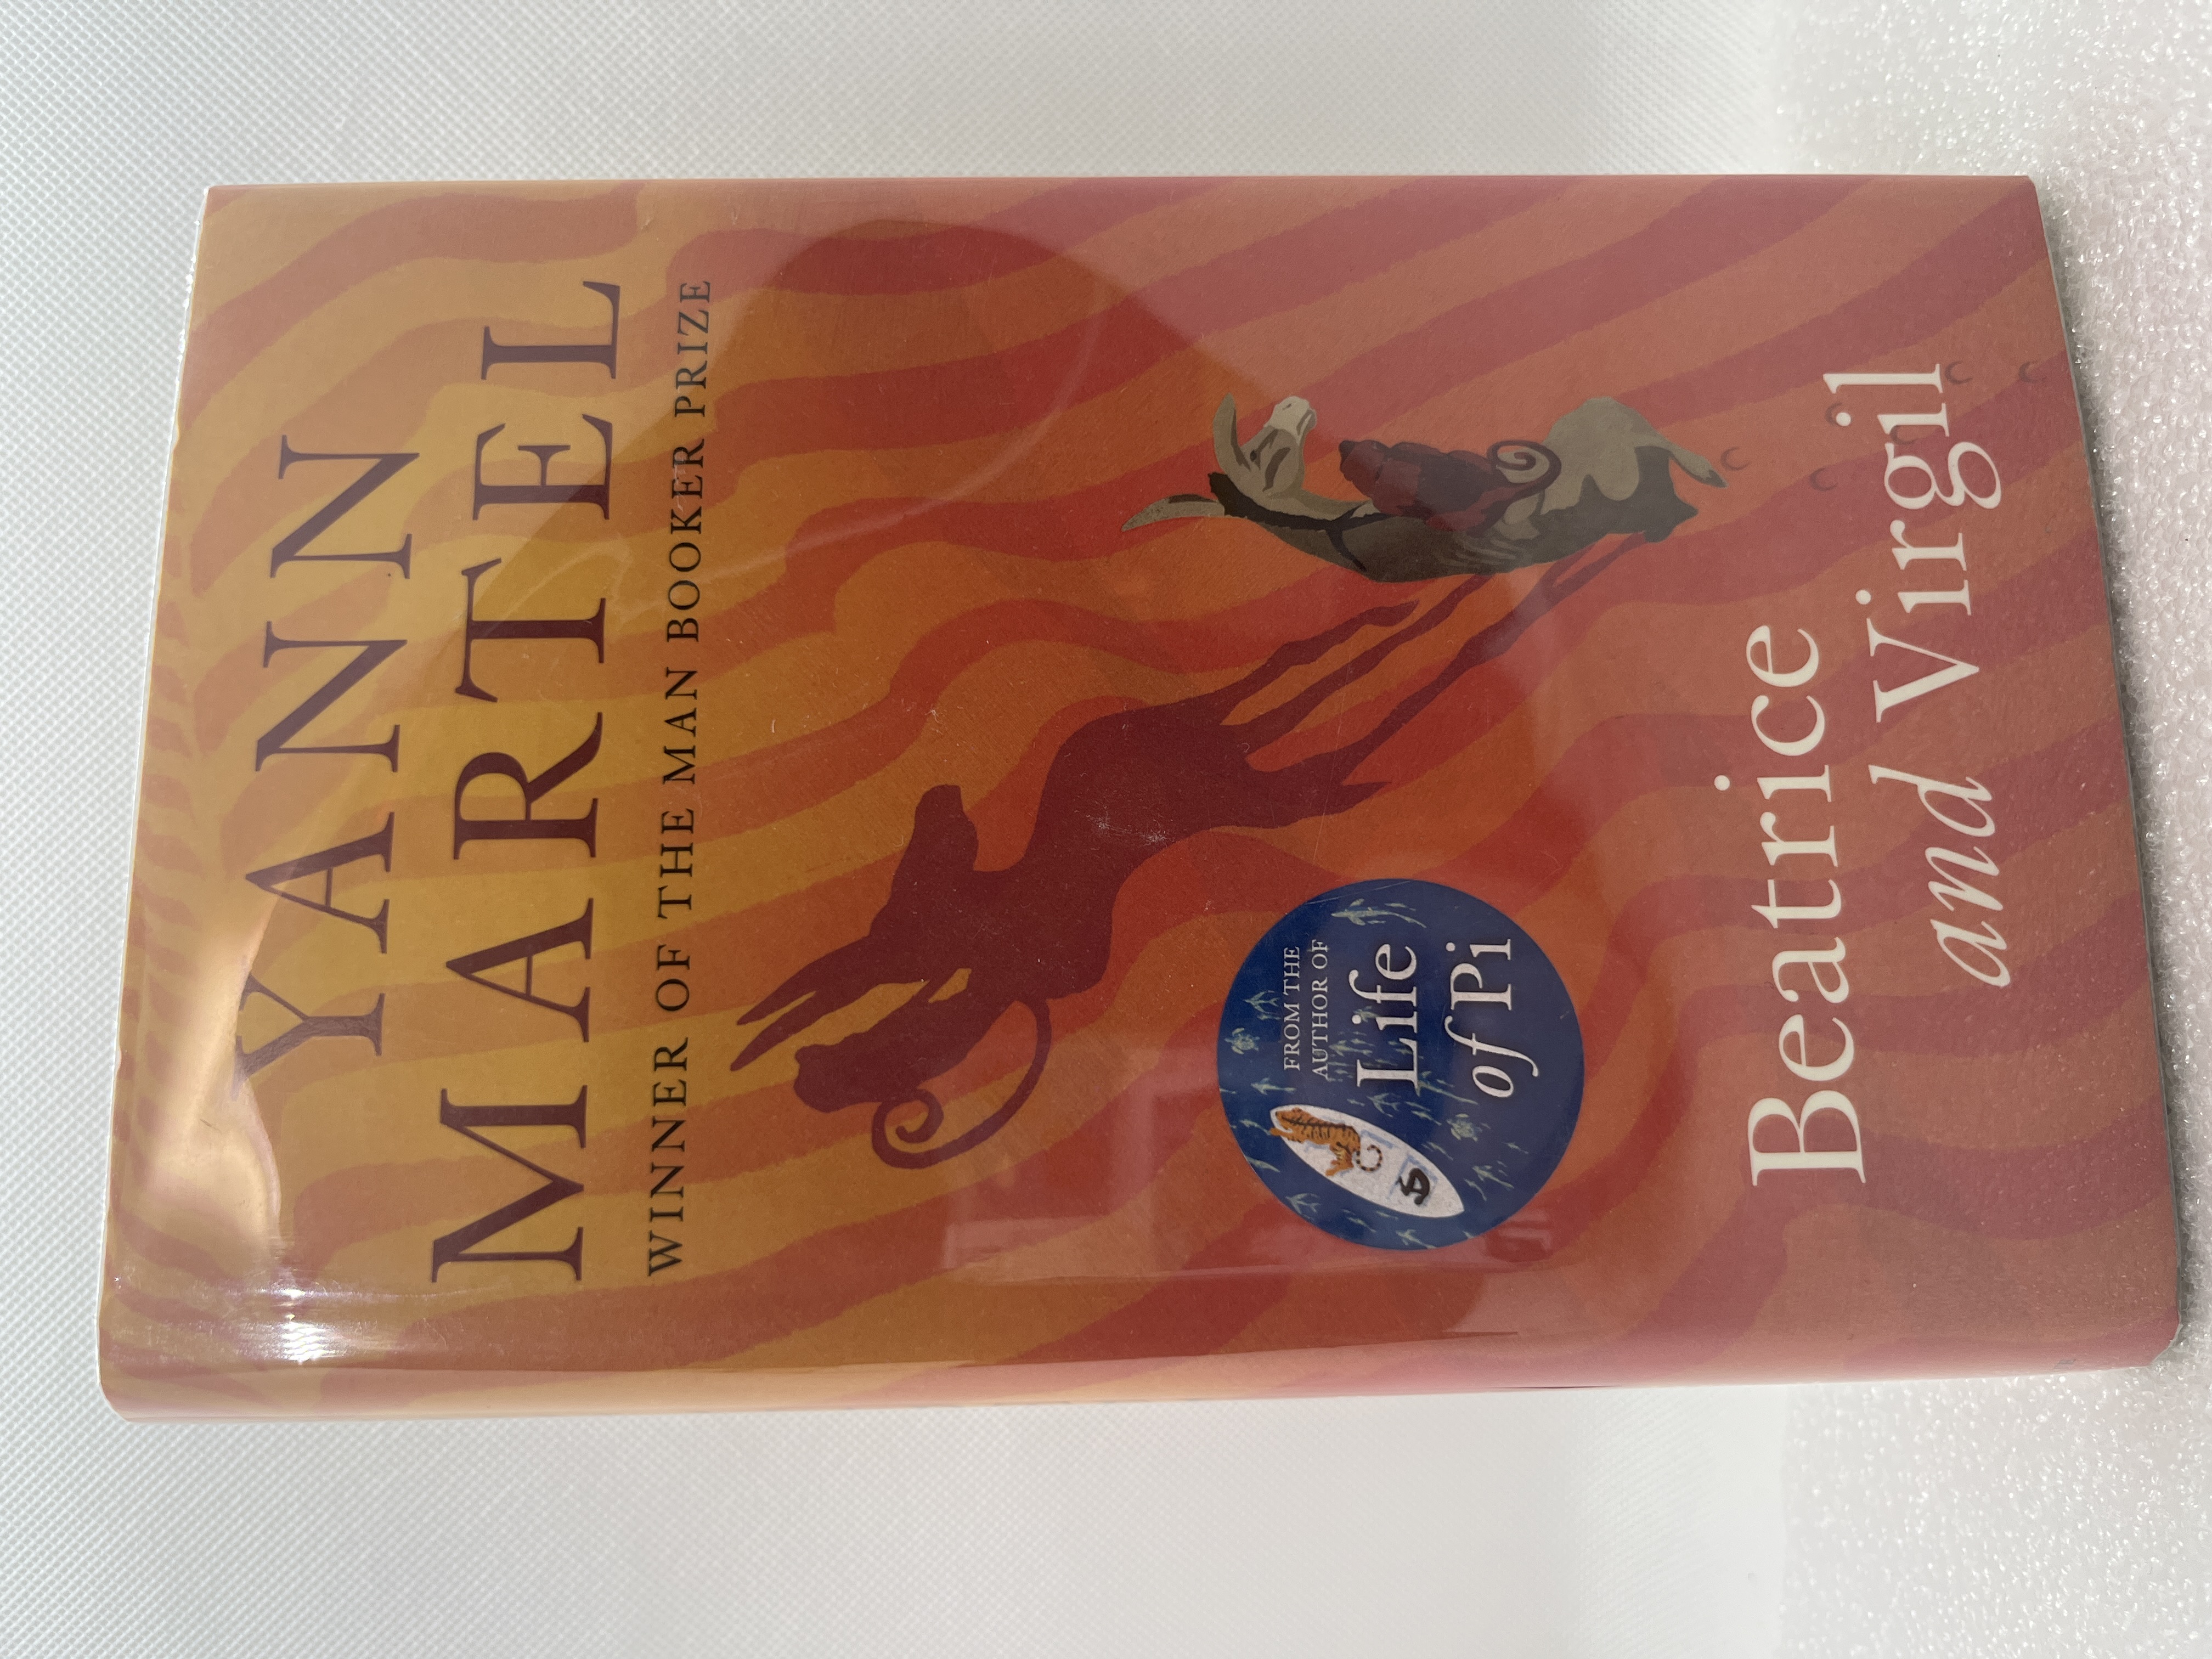 YANN
MARTEL
WINNER OF THE MAN BOOKER PRIZE
FROM THE
AUTHOR OF
Life
of Pi
Beatrice
and Virgil